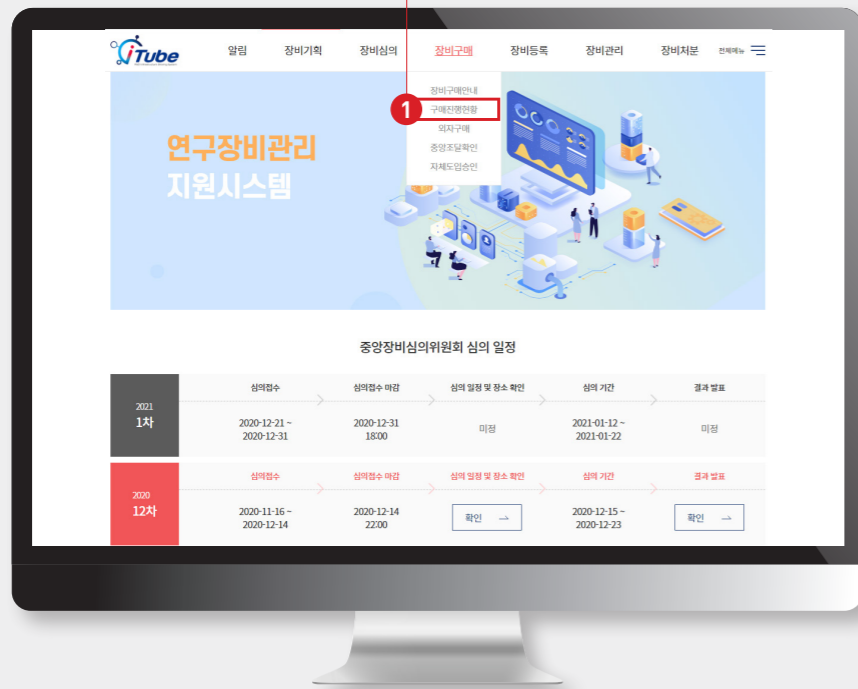 iTube
알림 장비기획 장비심의 장비구매 장비등록 장비관리 장비처분 전체메뉴
장비구매안내
1 구매진행현황
외자구매
중앙조달확인
자체도입승인
연구장비관리
지원시스템
중앙장비심의위원회 심의 일정
2021
1차
심의접수 심의접수 마감 심의 일정 및 장소 확인 심의 기간 결과 발표
2020-12-21 ~
2020-12-31
2020-12-31
18:00
미정
2021-01-12 ~
2021-01-22
미정
2020
12차
심의접수 심의접수 마감 심의 일정 및 장소 확인 심의 기간 결과 발표
2020-11-16 ~
2020-12-14
2020-12-14
22:00
확인 →
2020-12-15 ~
2020-12-23
확인 →